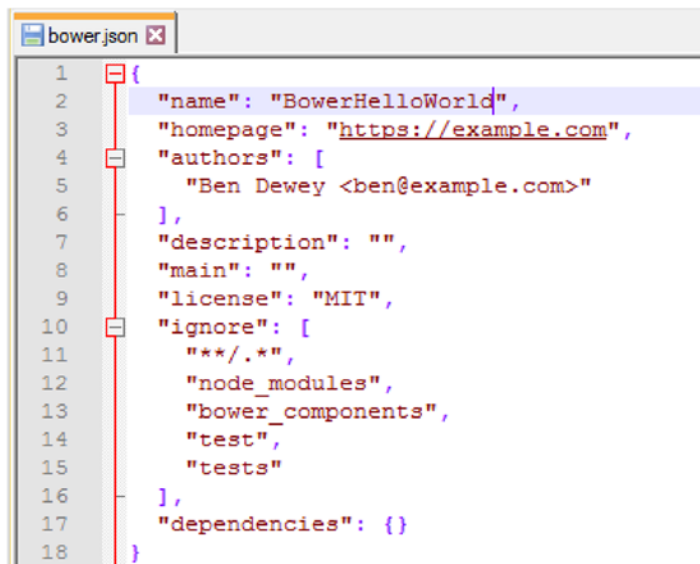 bower.json
1 {
2 "name": "BowerHelloWorld",
3 "homepage": "https://example.com",
4 "authors": [
5 "Ben Dewey <ben@example.com>"
6 ],
7 "description": "",
8 "main": "",
9 "license": "MIT",
10 "ignore": [
11 "**/.*",
12 "node_modules",
13 "bower_components",
14 "test",
15 "tests"
16 ],
17 "dependencies": {}
18 }